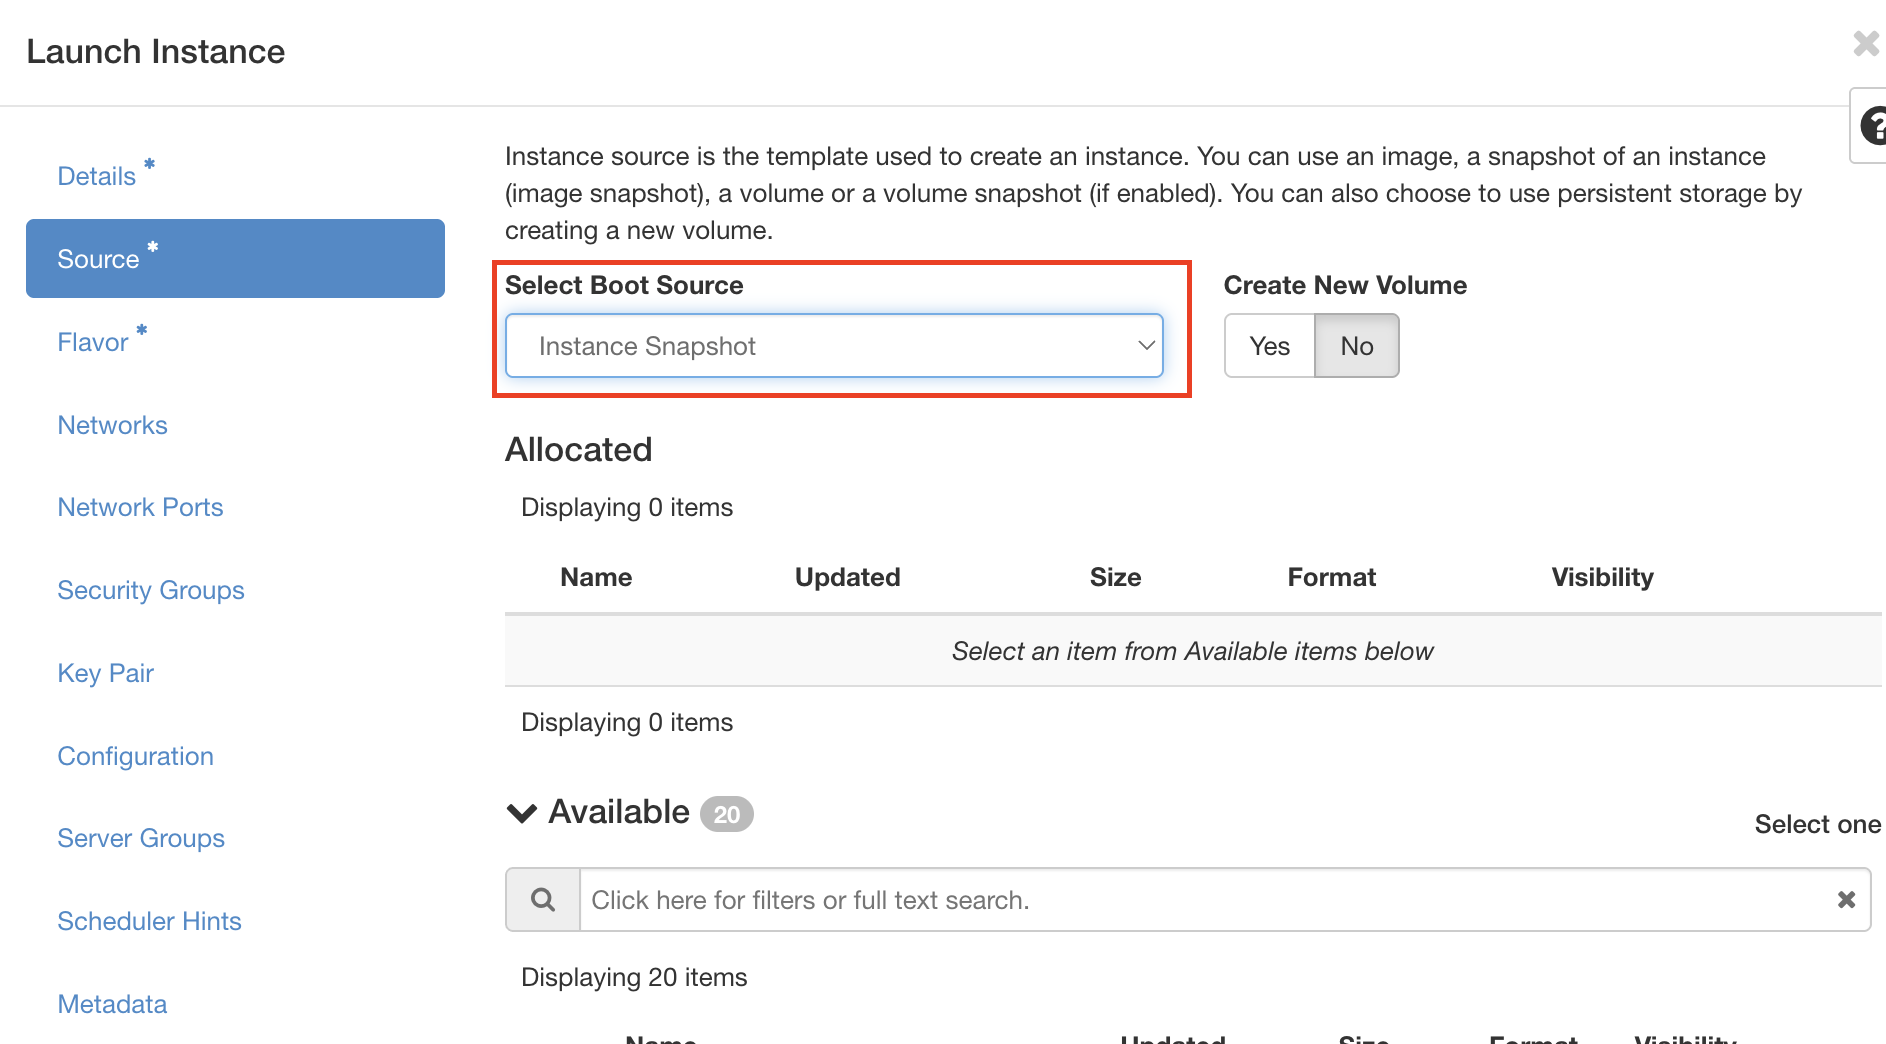 Launch Instance
Details *
Source *
Flavor *
Networks
Network Ports
Security Groups
Key Pair
Configuration
Server Groups
Scheduler Hints
Metadata
Instance source is the template used to create an instance. You can use an image, a snapshot of an instance
(image snapshot), a volume or a volume snapshot (if enabled). You can also choose to use persistent storage by
creating a new volume.
Select Boot Source
Instance Snapshot
Create New Volume
Yes No
Allocated
Displaying 0 items
Name Updated Size Format Visibility
Select an item from Available items below
Displaying 0 items
Available 20
Select one
Click here for filters or full text search.
Displaying 20 items
Name Updated Size Format Visibility